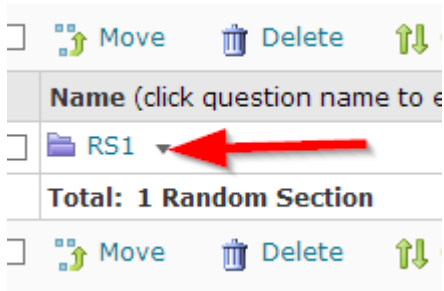 Move Delete
Name (click question name to e
RS1
Total: 1 Random Section
Move Delete